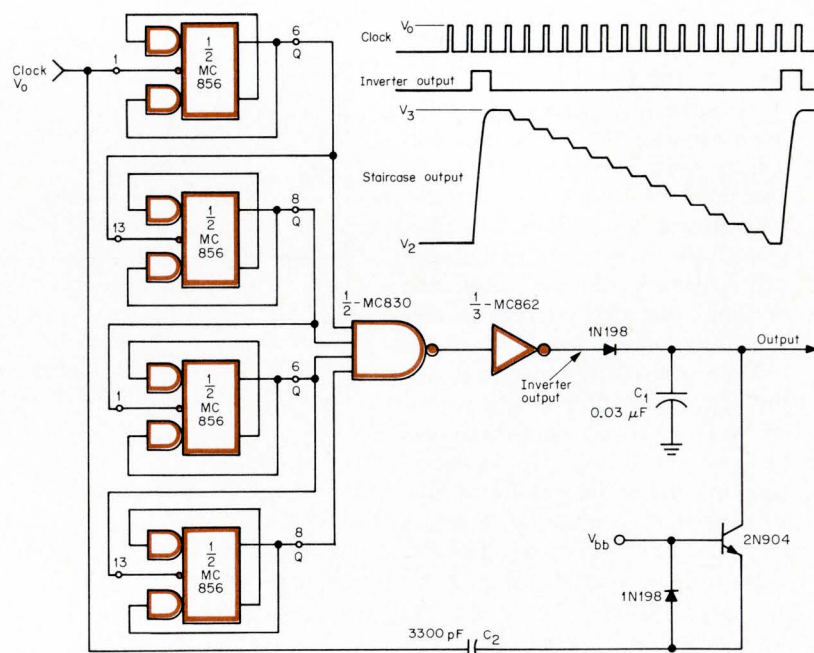 Clock
V₀
1
1/2
MC
856
6
Q
13
1/2
MC
856
8
Q
1
1/2
MC
856
6
Q
13
1/2
MC
856
8
Q
1/2-MC830
1/3-MC862
Inverter
output
1N198
Output
C₁
0.03 μF
V_bb
2N904
1N198
3300 pF C₂
V₀
Clock
Inverter output
V₃
Staircase output
V₂